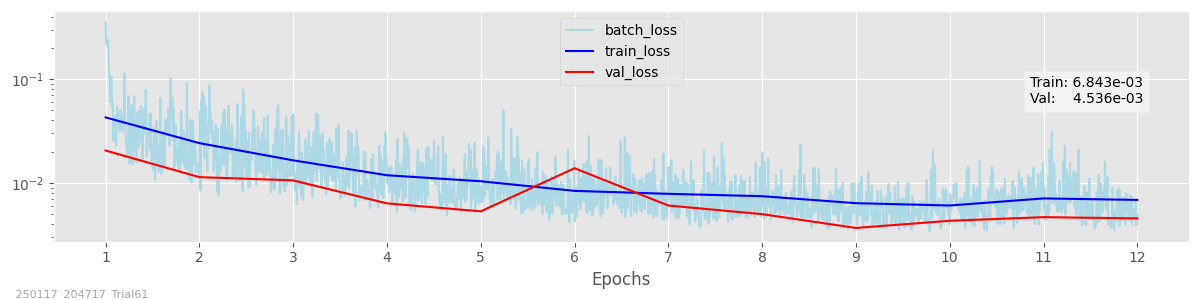 batch_loss
train_loss
val_loss
10⁻¹
Train: 6.843e-03
Val: 4.536e-03
10⁻²
1 2 3 4 5 6 7 8 9 10 11 12
Epochs
250117_204717_Trial61